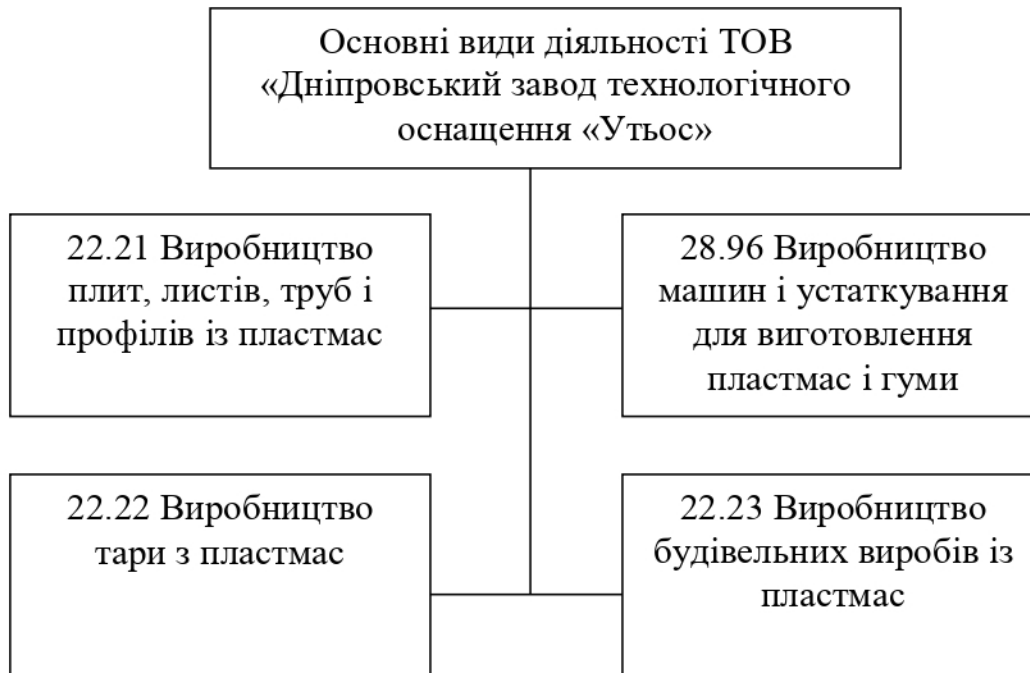 Основні види діяльності ТОВ
«Дніпровський завод технологічного
оснащення «Утьос»
22.21 Виробництво
плит, листів, труб і
профілів із пластмас
28.96 Виробництво
машин і устаткування
для виготовлення
пластмас і гуми
22.22 Виробництво
тари з пластмас
22.23 Виробництво
будівельних виробів із
пластмас